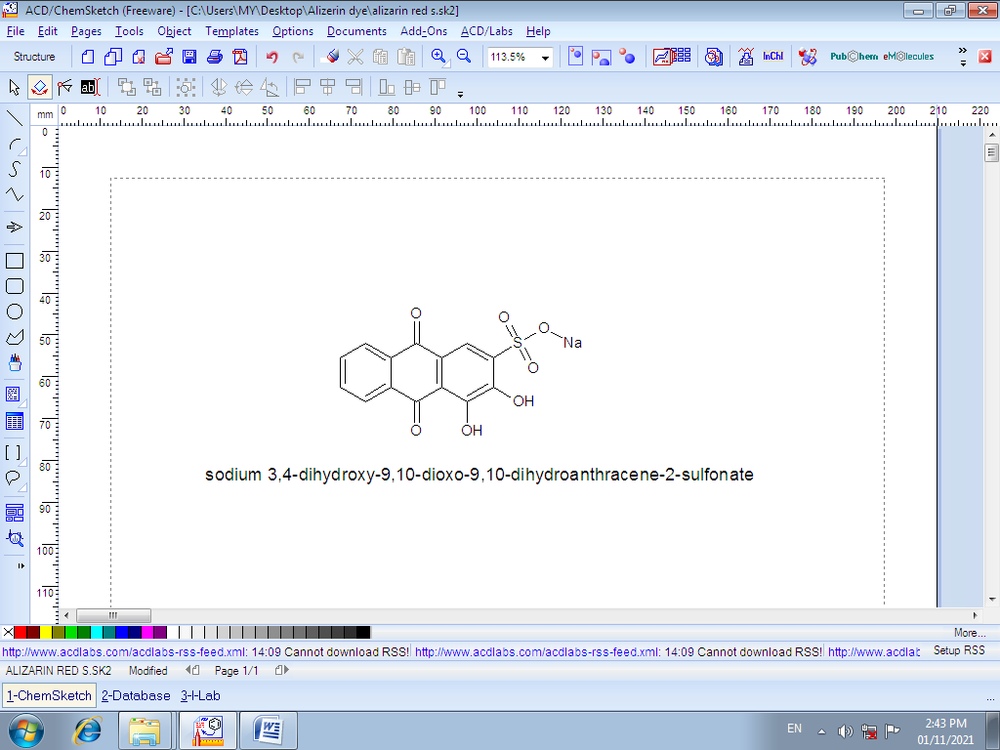 ACD/ChemSketch (Freeware) - [C:\Users\MY\Desktop\Alizerin dye\alizarin red s.sk2]
File Edit Pages Tools Object Templates Options Documents Add-Ons ACD/Labs Help
Structure 113.5% InChI PubChem eMolecules
ab
mm 0 10 20 30 40 50 60 70 80 90 100 110 120 130 140 150 160 170 180 190 200 210 220
0
10
20
30
40
50
60
70
80
90
100
110
O O
O
S Na
O
OH
O OH
sodium 3,4-dihydroxy-9,10-dioxo-9,10-dihydroanthracene-2-sulfonate
More...
http://www.acdlabs.com/acdlabs-rss-feed.xml: 14:09 Cannot download RSS! http://www.acdlabs.com/acdlabs-rss-feed.xml: 14:09 Cannot download RSS! http://www.acdlat Setup RSS
ALIZARIN RED S.SK2 Modified Page 1/1
1-ChemSketch 2-Database 3-I-Lab ...
EN 2:43 PM
01/11/2021